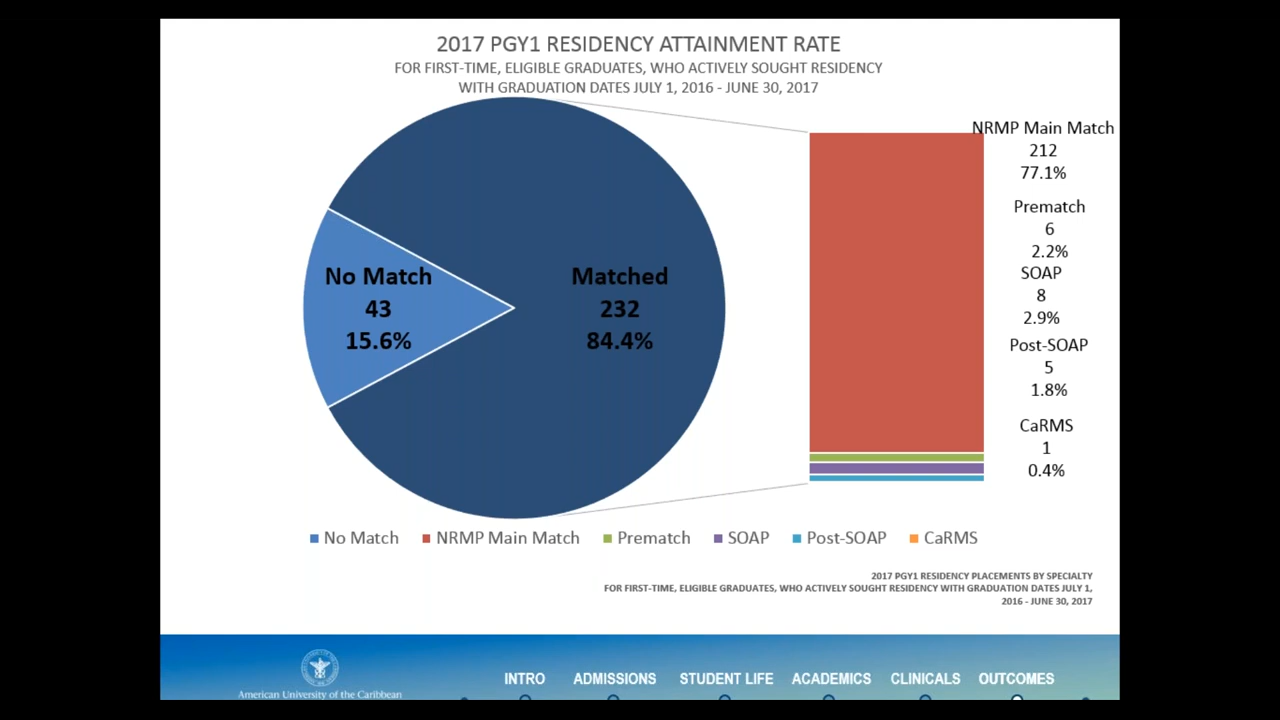 2017 PGY1 RESIDENCY ATTAINMENT RATE
FOR FIRST-TIME, ELIGIBLE GRADUATES, WHO ACTIVELY SOUGHT RESIDENCY
WITH GRADUATION DATES JULY 1, 2016 - JUNE 30, 2017
No Match
43
15.6%
Matched
232
84.4%
NRMP Main Match
212
77.1%
Prematch
6
2.2%
SOAP
8
2.9%
Post-SOAP
5
1.8%
CaRMS
1
0.4%
No Match NRMP Main Match Prematch SOAP Post-SOAP CaRMS
2017 PGY1 RESIDENCY PLACEMENTS BY SPECIALTY
FOR FIRST-TIME, ELIGIBLE GRADUATES, WHO ACTIVELY SOUGHT RESIDENCY WITH GRADUATION DATES JULY 1,
2016 - JUNE 30, 2017
American University of the Caribbean
INTRO ADMISSIONS STUDENT LIFE ACADEMICS CLINICALS OUTCOMES